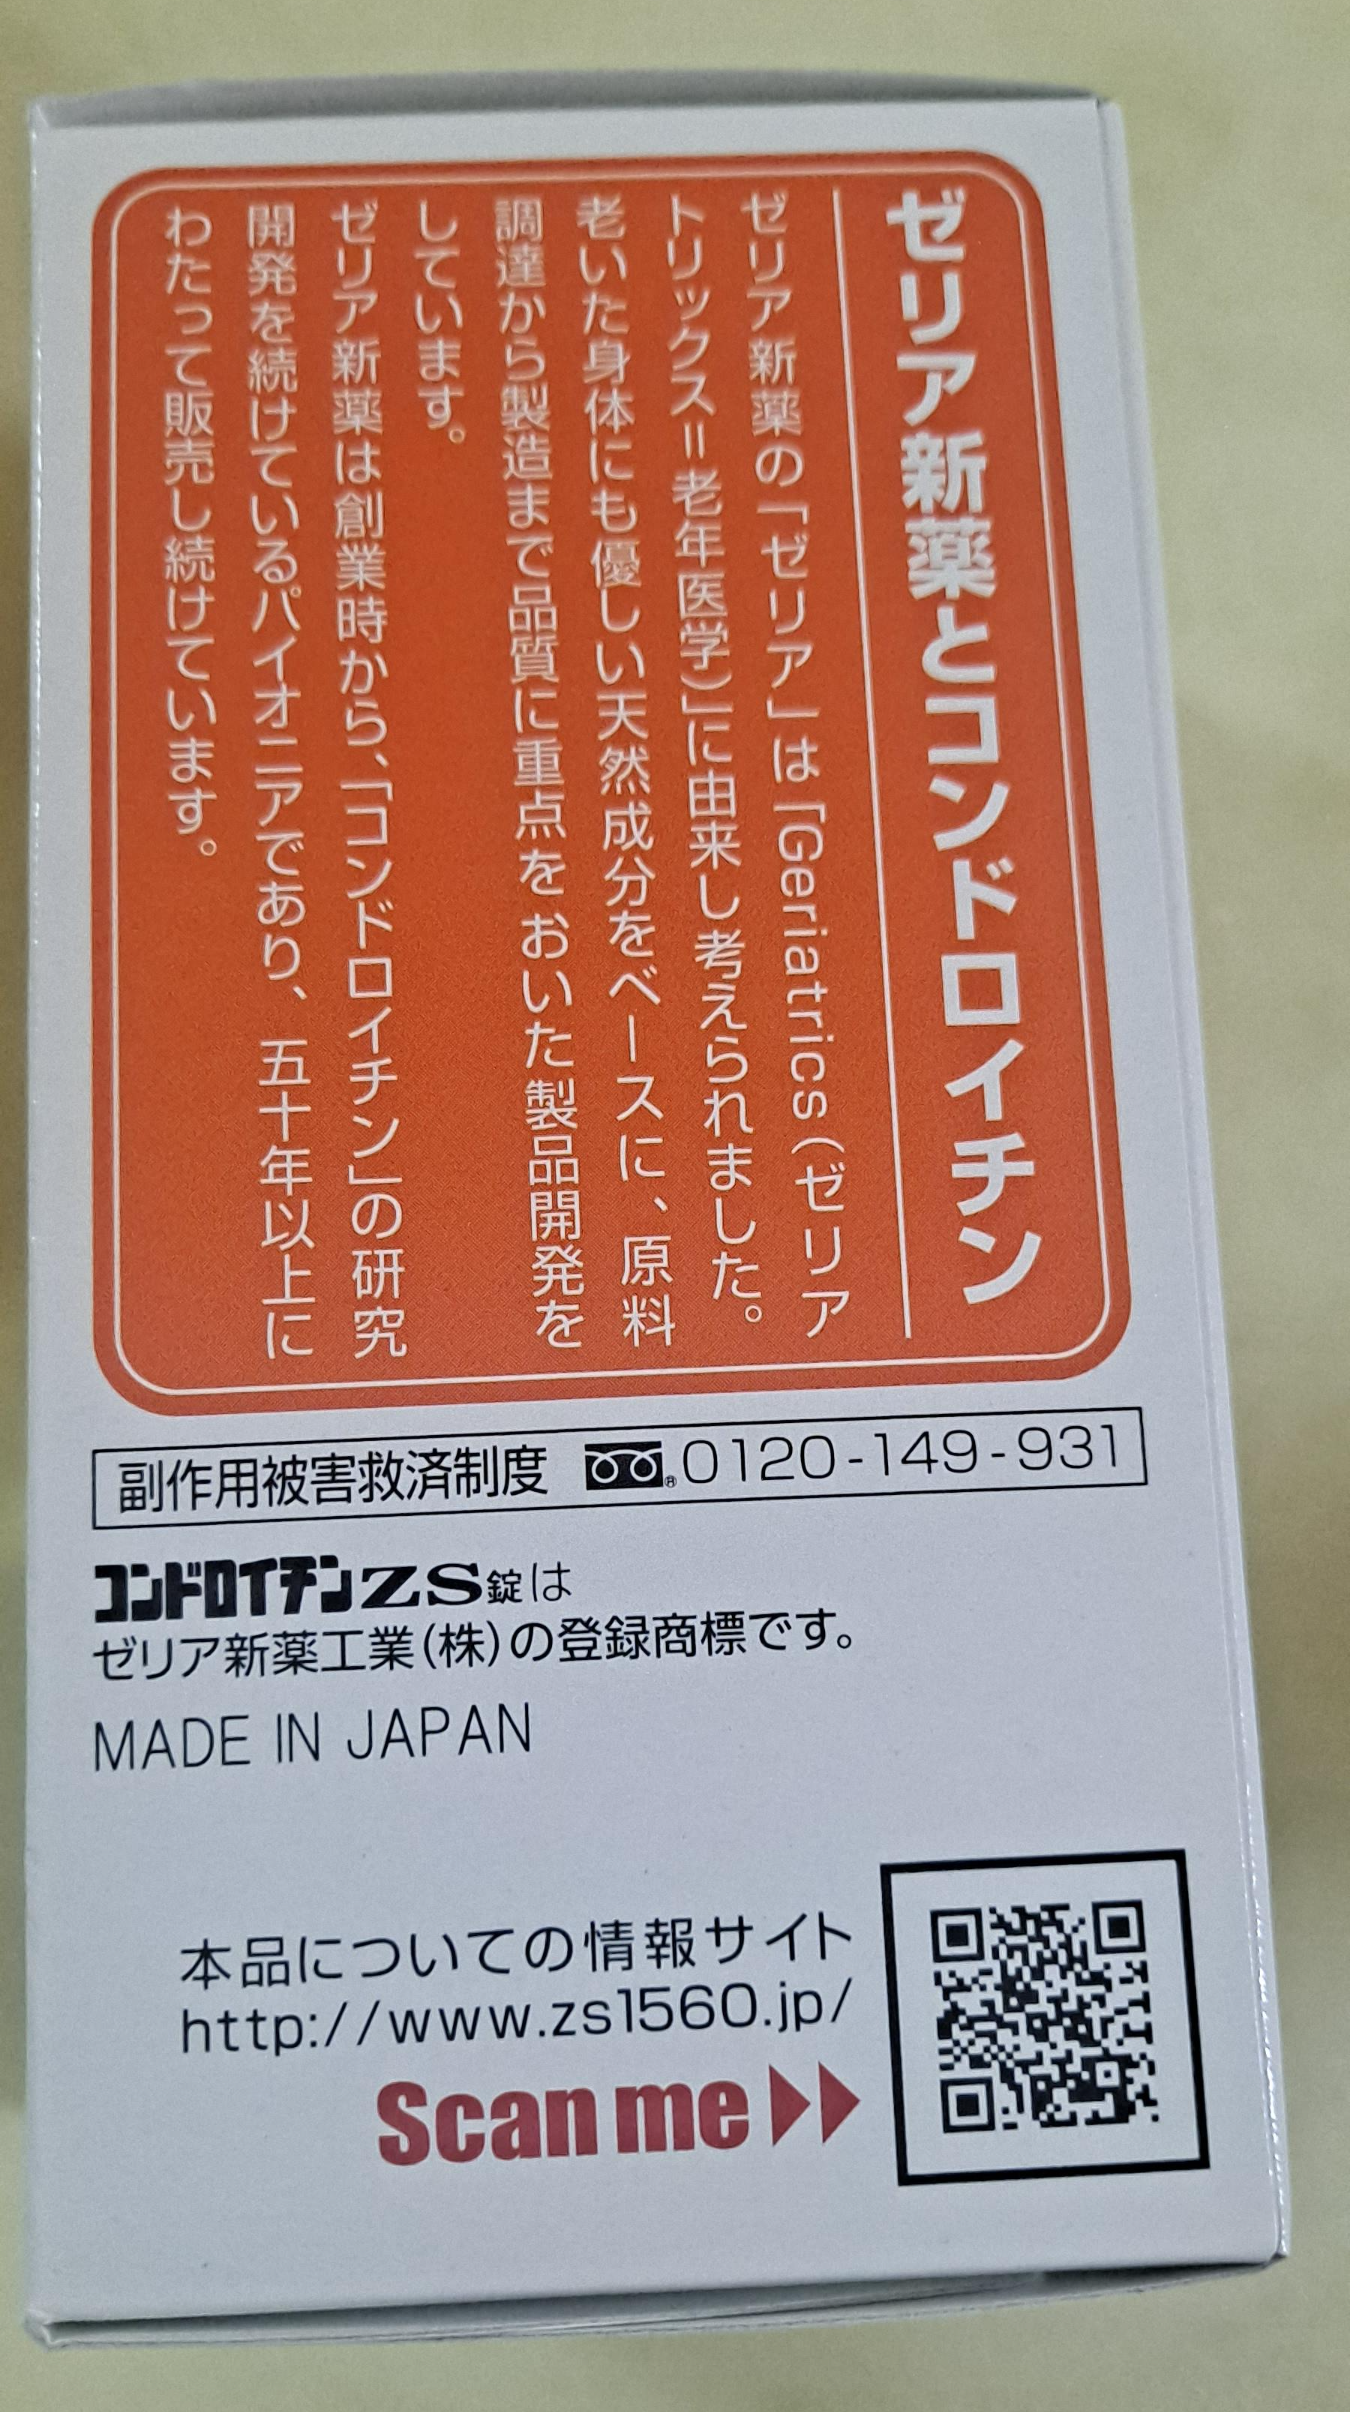 ゼリア新薬とコンドロイチン
ゼリア新薬の「ゼリア」は「Geriatrics(ゼリア
トリックス=老年医学)」に由来し考えられました。
老いた身体にも優しい天然成分をベースに、原料
調達から製造まで品質に重点を おいた製品開発を
しています。
ゼリア新薬は創業時から、「コンドロイチン」の研究
開発を続けているパイオニアであり、五十年以上に
わたって販売し続けています。
副作用被害救済制度 ®0120-149-931
コンドロイチンZS錠は
ゼリア新薬工業(株)の登録商標です。
MADE IN JAPAN
本品についての情報サイト
http://www.zs1560.jp/
Scan me